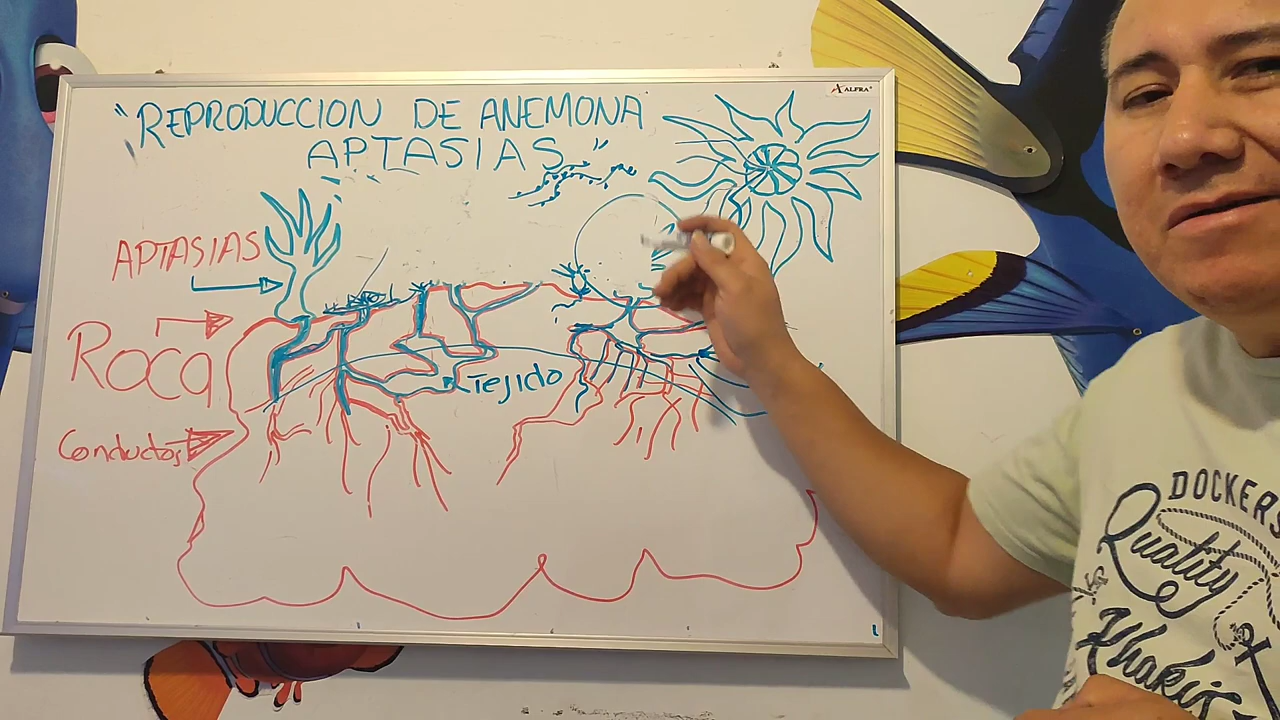 "REPRODUCCION DE ANEMONA
APTASIAS"
ALFRA
APTASIAS
Roca
Tejido
Conductos
DOCKERS
Quality
Khakis